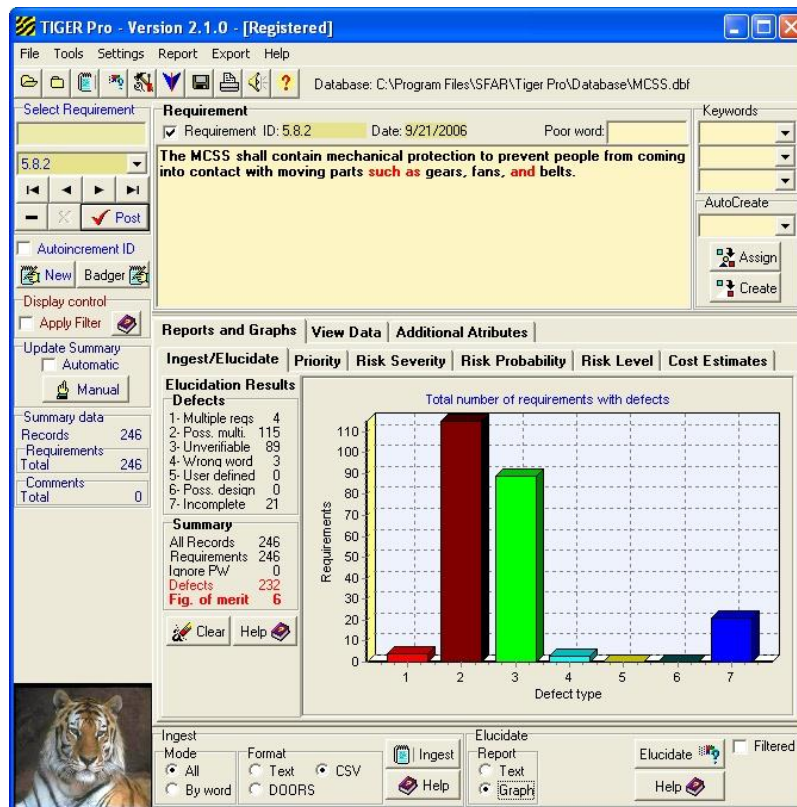 TIGER Pro - Version 2.1.0 - [Registered]
File Tools Settings Report Export Help
Database: C:\Program Files\SFAR\Tiger Pro\Database\MCSS.dbf
Select Requirement
5.8.2
Post
Autoincrement ID
New Badger
Display control
Apply Filter
Update Summary
Automatic
Manual
Summary data
Records 246
Requirements
Total 246
Comments
Total 0
Requirement
Requirement ID: 5.8.2 Date: 9/21/2006 Poor word:
The MCSS shall contain mechanical protection to prevent people from coming
into contact with moving parts such as gears, fans, and belts.
Keywords
AutoCreate
Assign
Create
Reports and Graphs View Data Additional Atributes
Ingest/Elucidate Priority Risk Severity Risk Probability Risk Level Cost Estimates
Elucidation Results
Defects
1- Multiple reqs 4
2- Poss. multi. 115
3- Unverifiable 89
4- Wrong word 3
5- User defined 0
6- Poss. design 0
7- Incomplete 21
Summary
All Records 246
Requirements 246
Ignore PW 0
Defects 232
Fig. of merit 6
Clear Help
Total number of requirements with defects
Requirements
110
100
90
80
70
60
50
40
30
20
10
0
1 2 3 4 5 6 7
Defect type
Ingest
Mode
All
By word
Format
Text CSV
DOORS
Ingest
Help
Elucidate
Report
Text
Graph
Elucidate
Filtered
Help